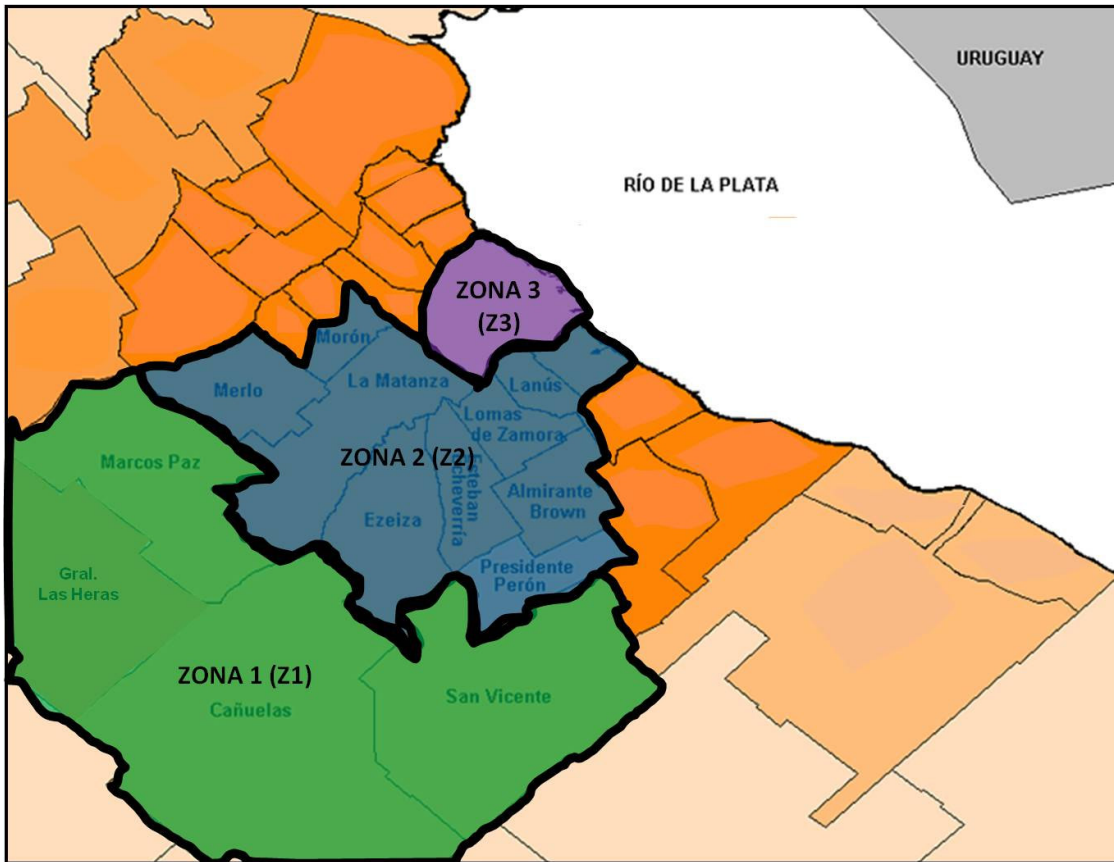 URUGUAY
RÍO DE LA PLATA
ZONA 3
(Z3)
Morón
Merlo
La Matanza
Lanús
Lomas
de Zamora
ZONA 2 (Z2)
Marcos Paz
Esteban
Echeverría
Almirante
Brown
Ezeiza
Presidente
Perón
Gral.
Las Heras
ZONA 1 (Z1)
Cañuelas
San Vicente